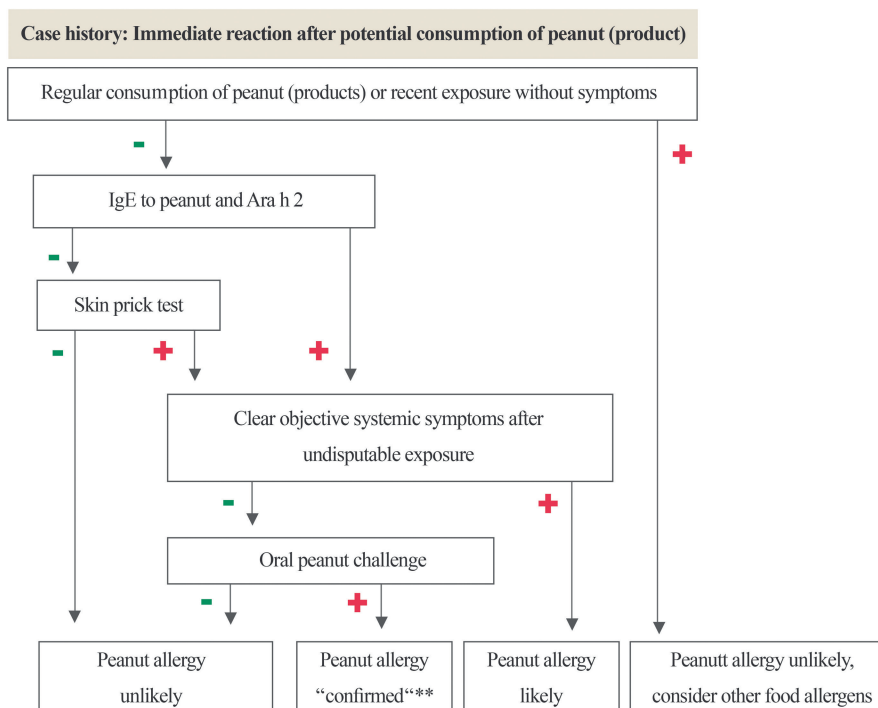 Case history: Immediate reaction after potential consumption of peanut (product)
Regular consumption of peanut (products) or recent exposure without symptoms
-
+
IgE to peanut and Ara h 2
-
Skin prick test
-
+
+
Clear objective systemic symptoms after
undisputable exposure
-
+
Oral peanut challenge
-
+
Peanut allergy
unlikely
Peanut allergy
“confirmed“**
Peanut allergy
likely
Peanutt allergy unlikely,
consider other food allergens